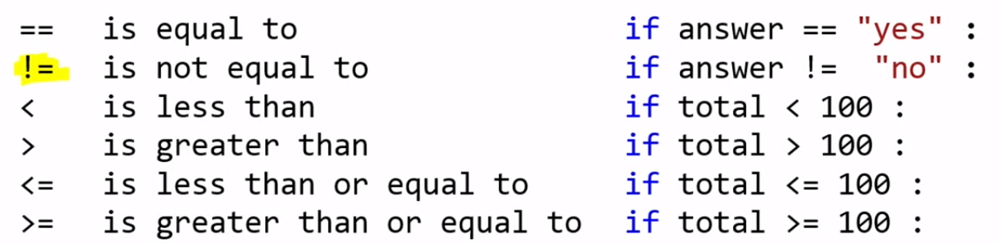 == is equal to if answer == "yes" :
!= is not equal to if answer != "no" :
< is less than if total < 100 :
> is greater than if total > 100 :
<= is less than or equal to if total <= 100 :
>= is greater than or equal to if total >= 100 :